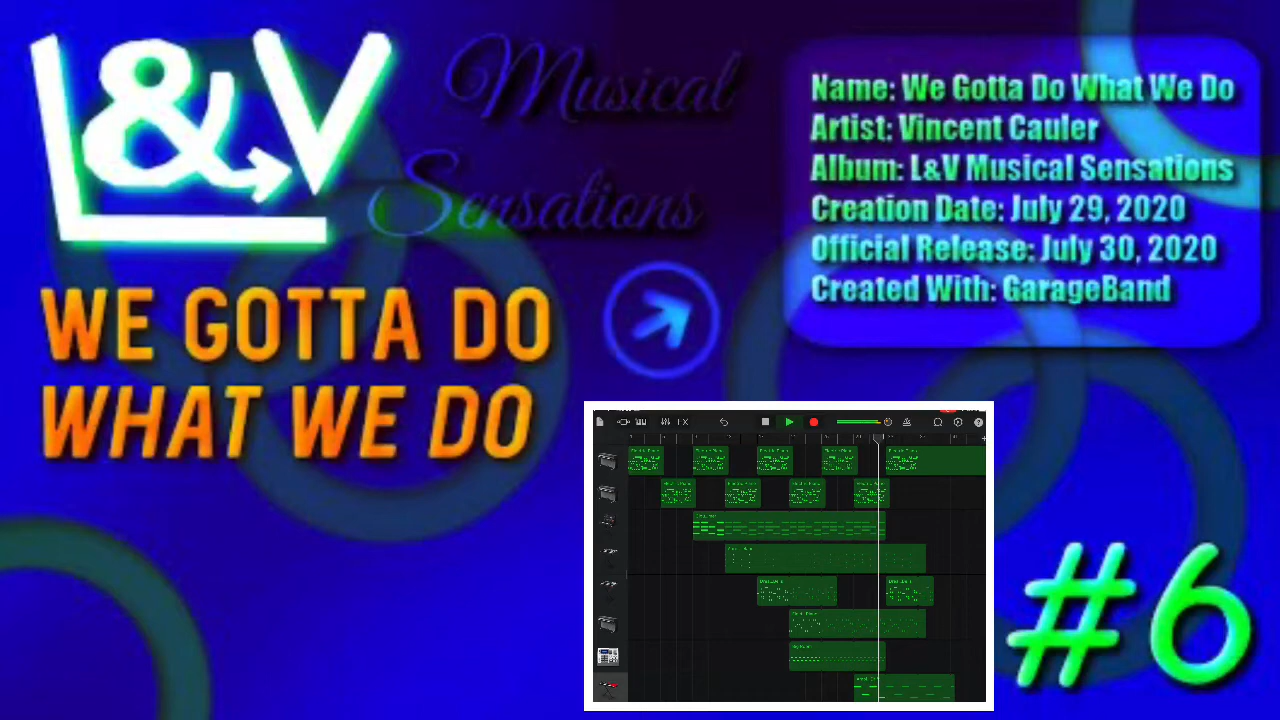 L&V
Musical
Sensations
Name: We Gotta Do What We Do
Artist: Vincent Cauler
Album: L&V Musical Sensations
Creation Date: July 29, 2020
Official Release: July 30, 2020
Created With: GarageBand
WE GOTTA DO
WHAT WE DO
#6